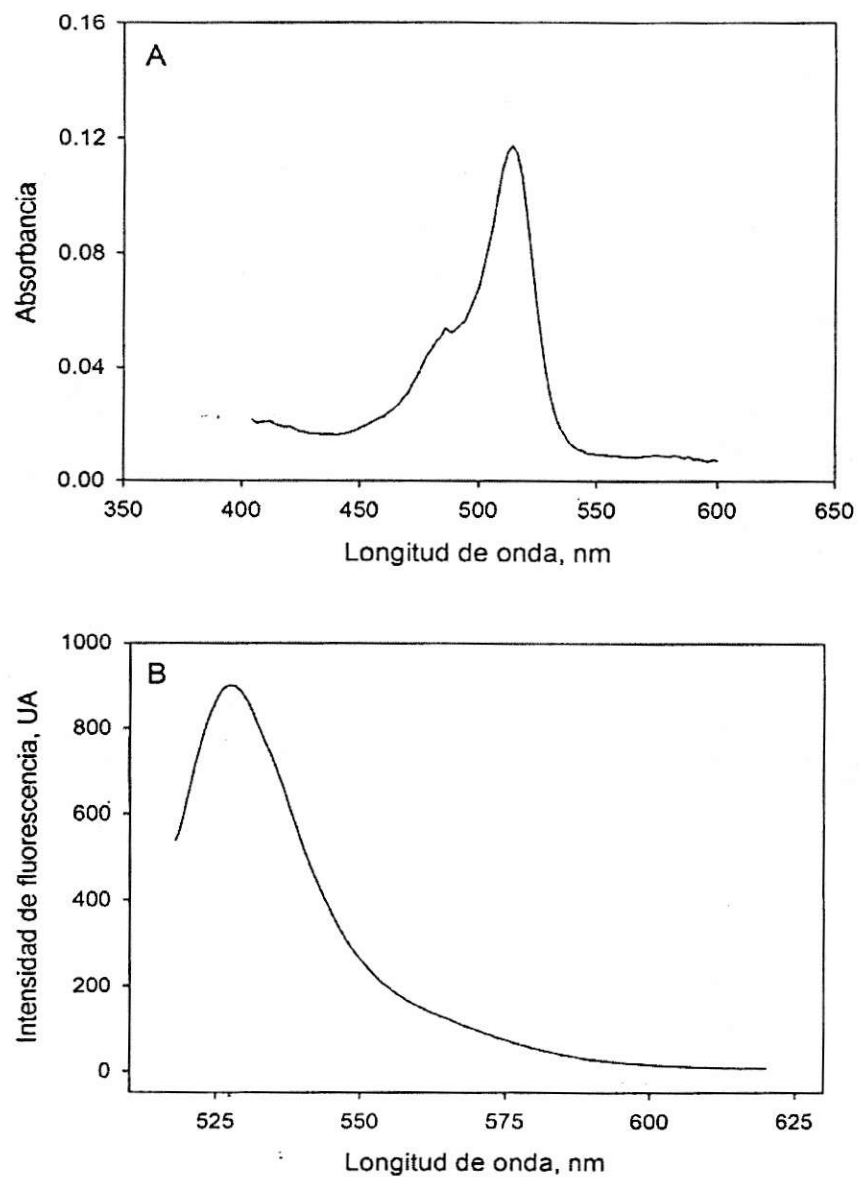 A
0.16
0.12
0.08
0.04
0.00
Absorbancia
350 400 450 500 550 600 650
Longitud de onda, nm
B
1000
800
600
400
200
0
Intensidad de fluorescencia, UA
525 550 575 600 625
Longitud de onda, nm